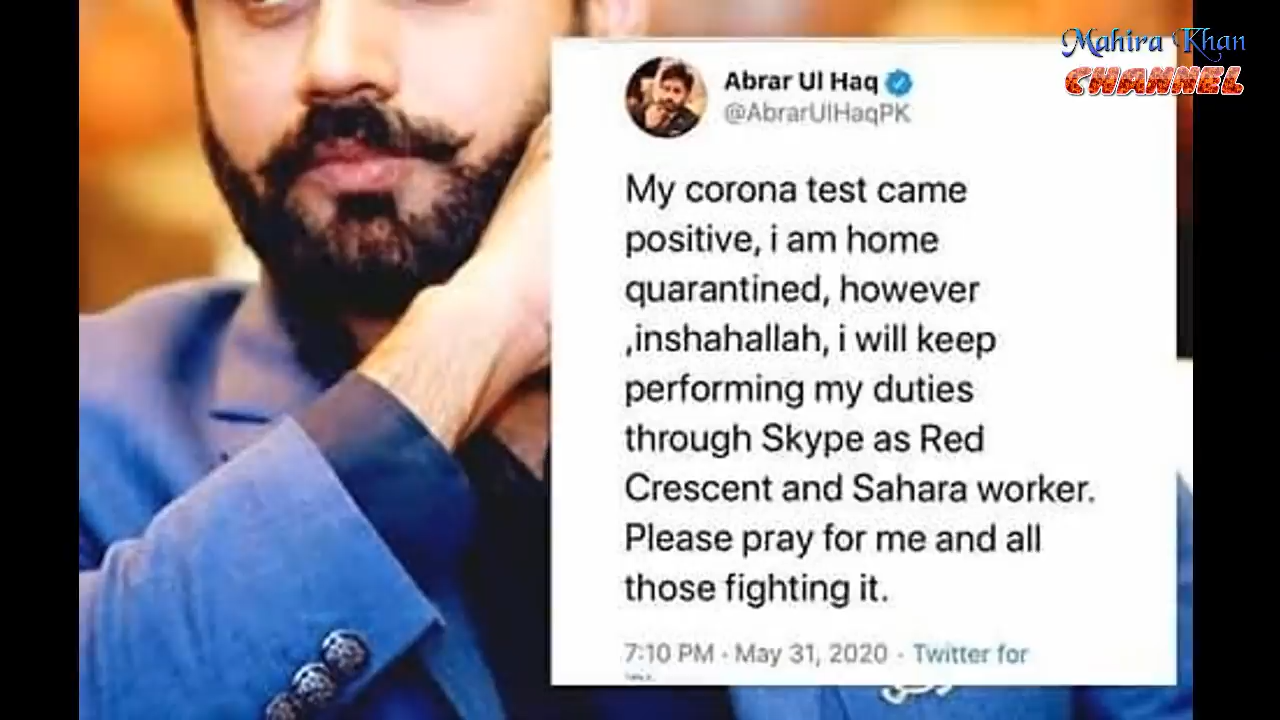 Mahira Khan
CHANNEL
Abrar Ul Haq
@AbrarUlHaqPK
My corona test came
positive, i am home
quarantined, however
,inshahallah, i will keep
performing my duties
through Skype as Red
Crescent and Sahara worker.
Please pray for me and all
those fighting it.
7:10 PM · May 31, 2020 · Twitter for